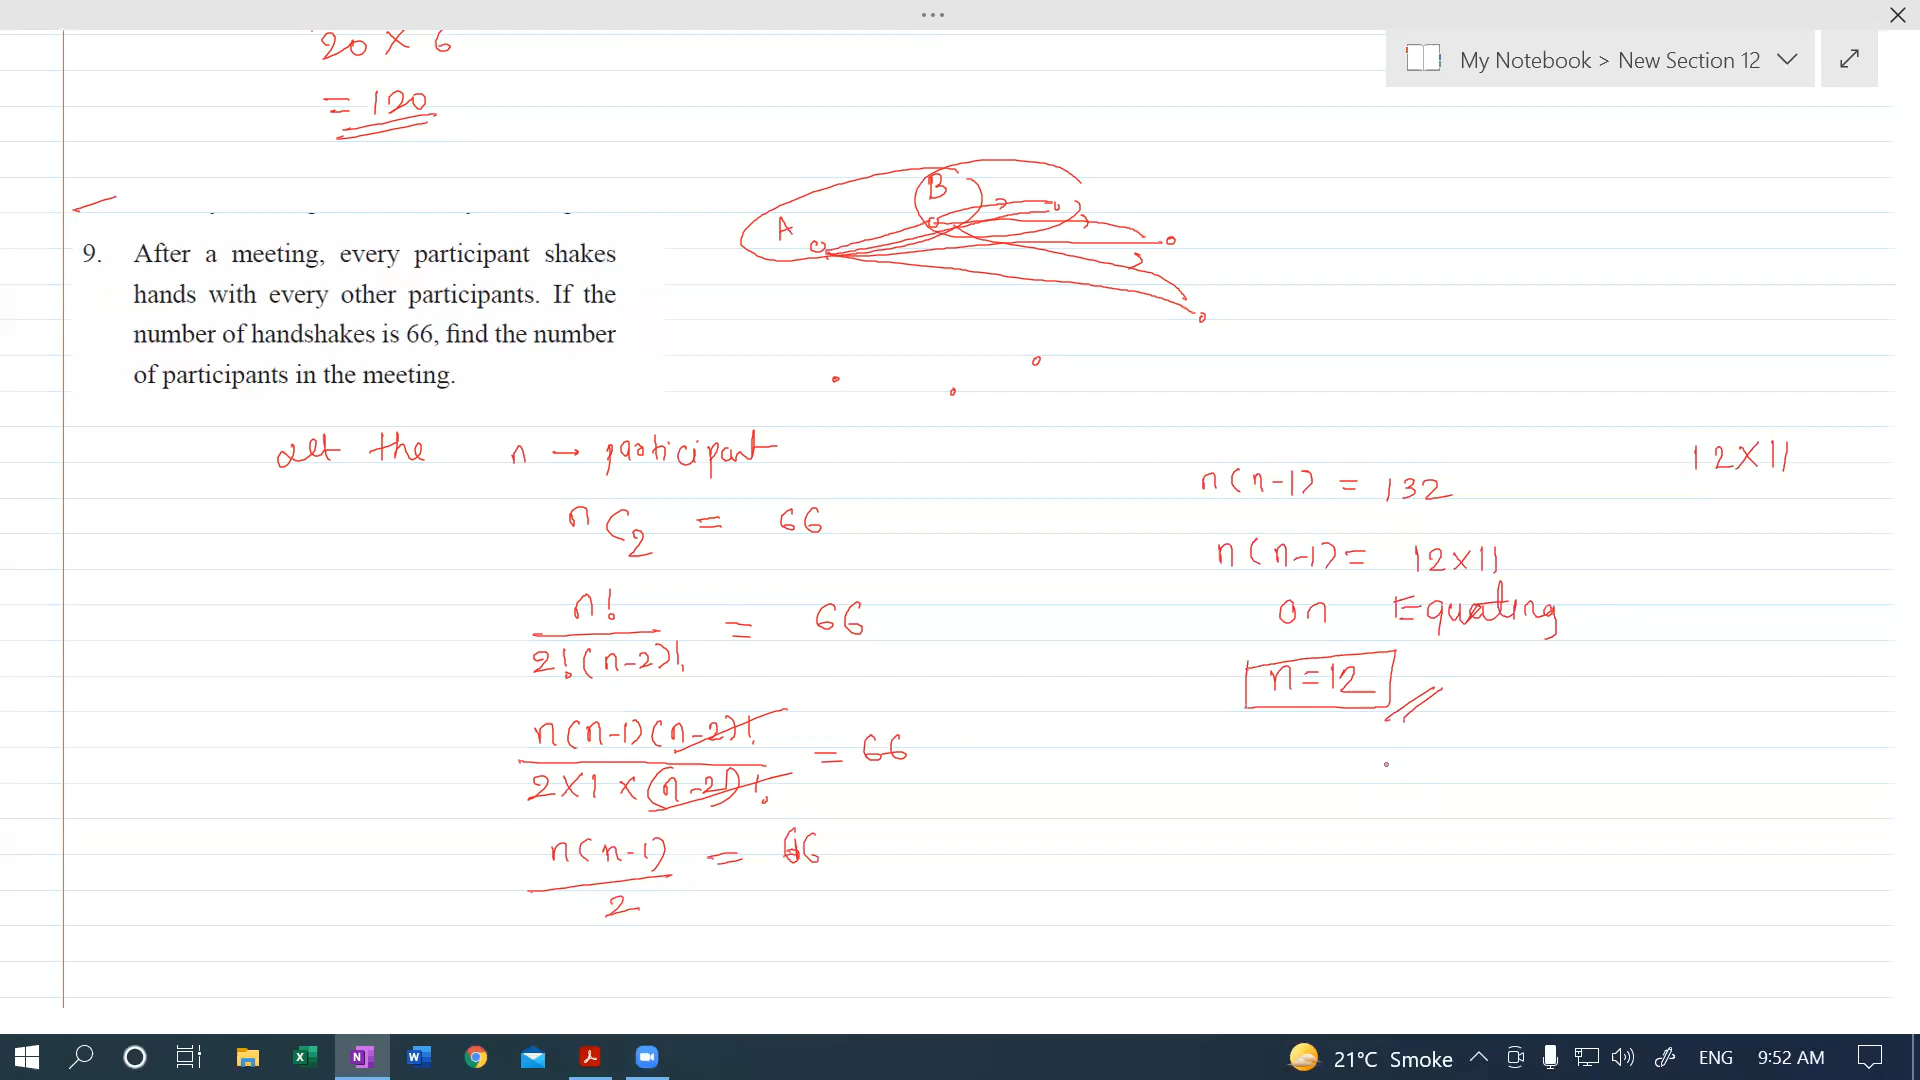 My Notebook > New Section 12
20 × 6
= 120
B
A
9. After a meeting, every participant shakes
hands with every other participants. If the
number of handshakes is 66, find the number
of participants in the meeting.
Let the n → participant
nC2 = 66
n! / 2!(n-2)! = 66
n(n-1)(n-2)! / 2×1×(n-2)! = 66
n(n-1) / 2 = 66
12×11
n(n-1) = 132
n(n-1) = 12×11
on Equating
n=12
21°C Smoke ENG 9:52 AM